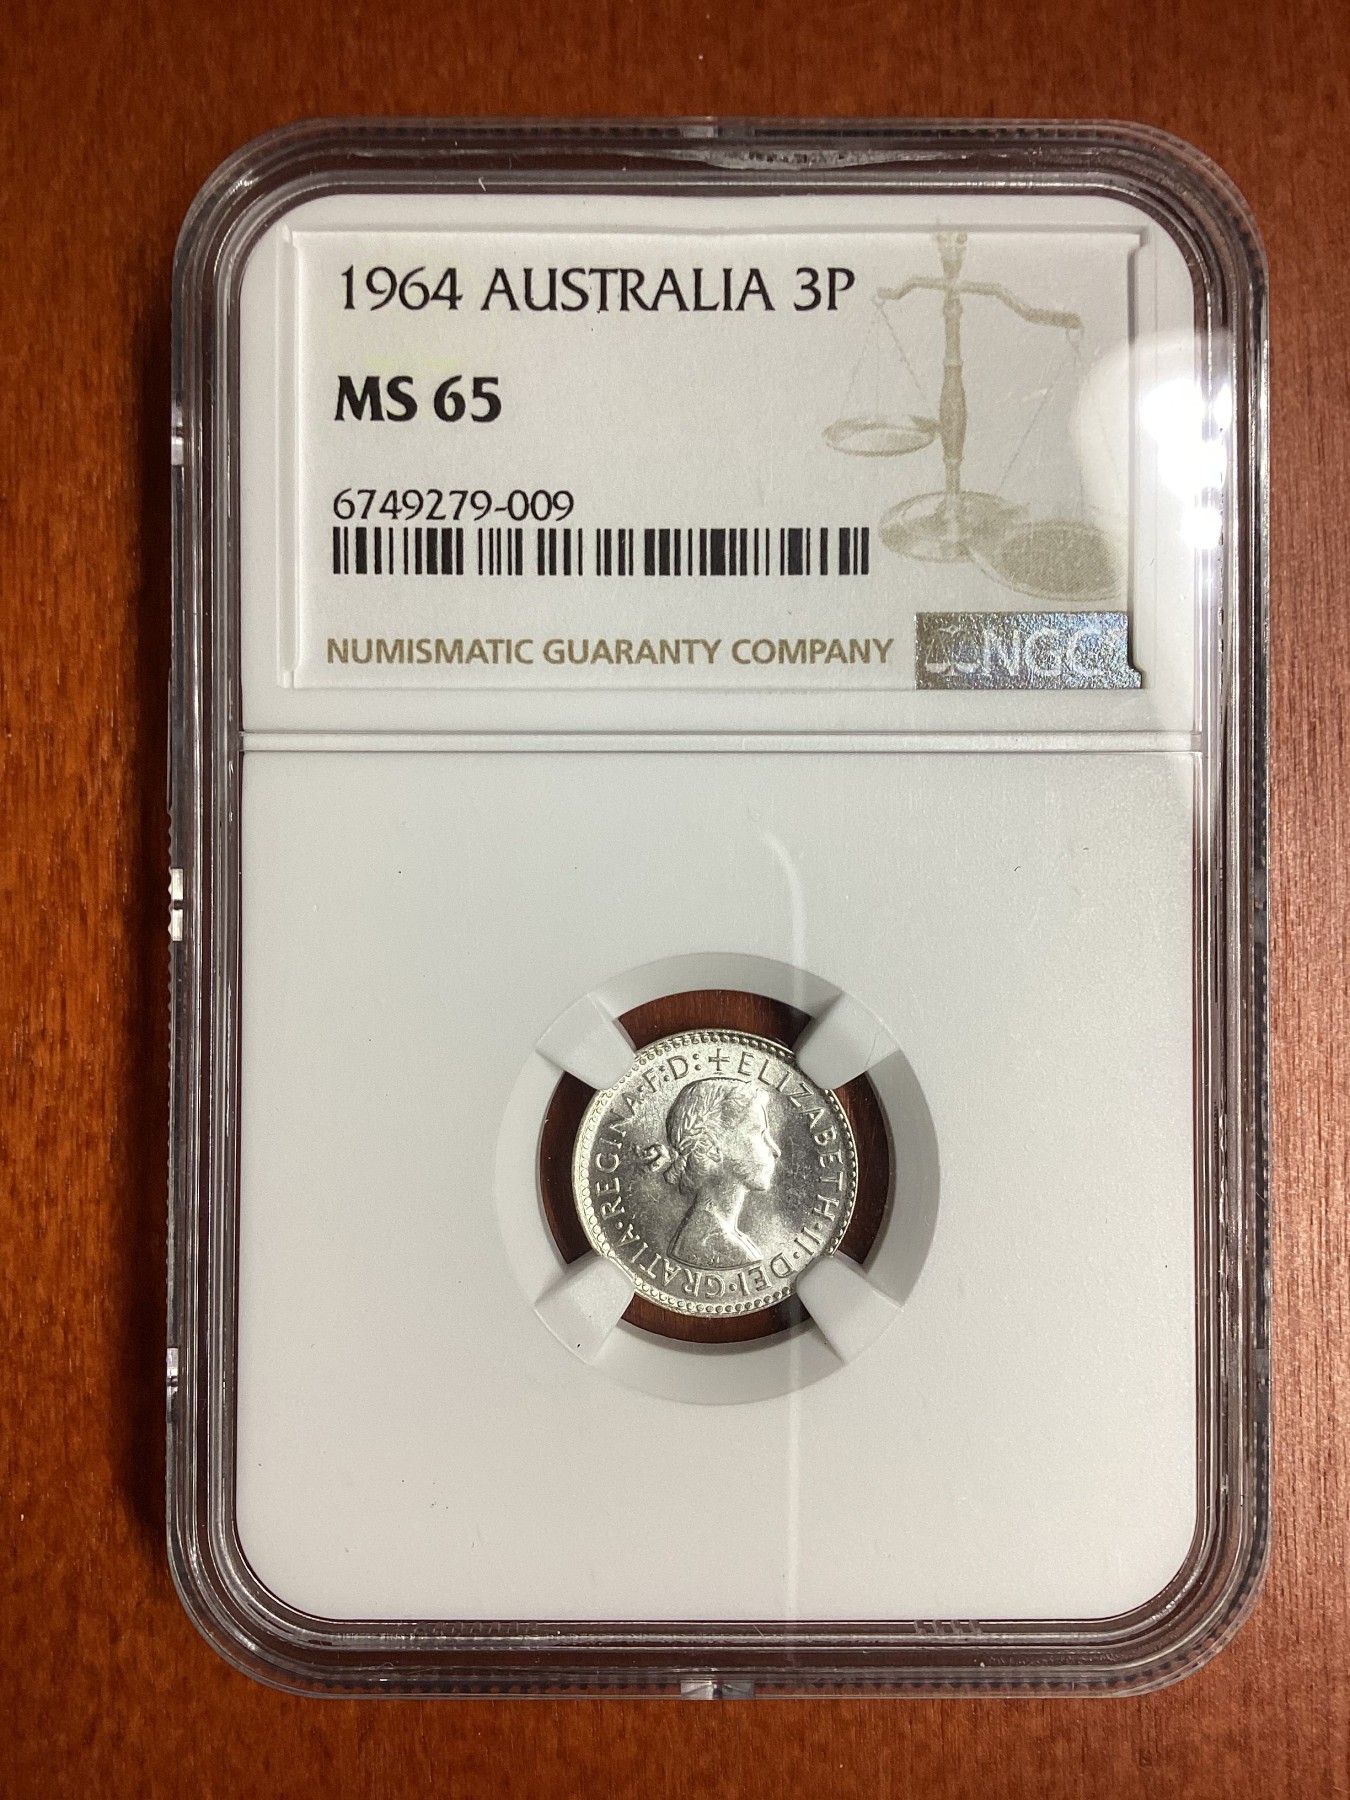 1964 AUSTRALIA 3P
MS 65
6749279-009
NUMISMATIC GUARANTY COMPANY
NGC
+ELIZABETH·II·DEI·GRATIA·REGINA·F:D: